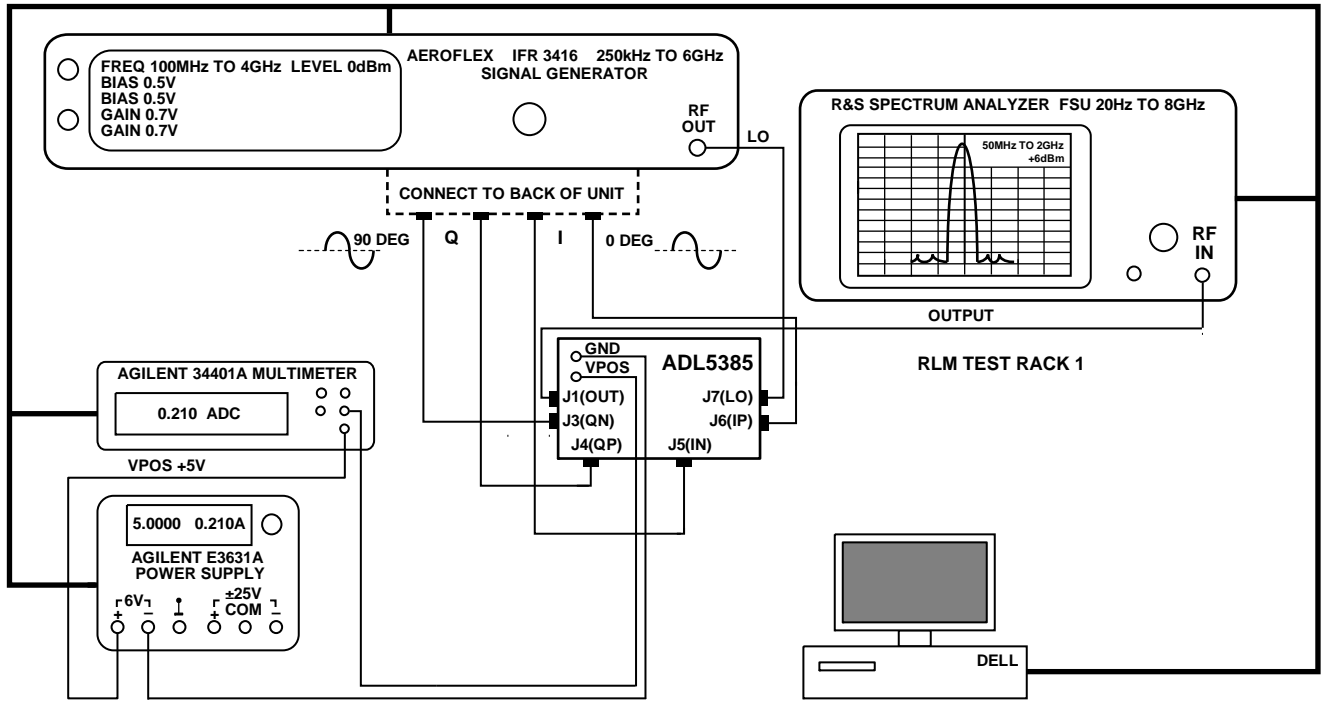 AEROFLEX IFR 3416 250kHz TO 6GHz
SIGNAL GENERATOR
FREQ 100MHz TO 4GHz LEVEL 0dBm
BIAS 0.5V
BIAS 0.5V
GAIN 0.7V
GAIN 0.7V
RF
OUT
LO
CONNECT TO BACK OF UNIT
90 DEG
Q
I
0 DEG
R&S SPECTRUM ANALYZER FSU 20Hz TO 8GHz
50MHz TO 2GHz
+6dBm
RF
IN
OUTPUT
RLM TEST RACK 1
GND
VPOS
ADL5385
J1(OUT)
J7(LO)
J3(QN)
J6(IP)
J4(QP)
J5(IN)
AGILENT 34401A MULTIMETER
0.210 ADC
VPOS +5V
5.0000 0.210A
AGILENT E3631A
POWER SUPPLY
6V
+ –
±25V
COM
+ –
DELL